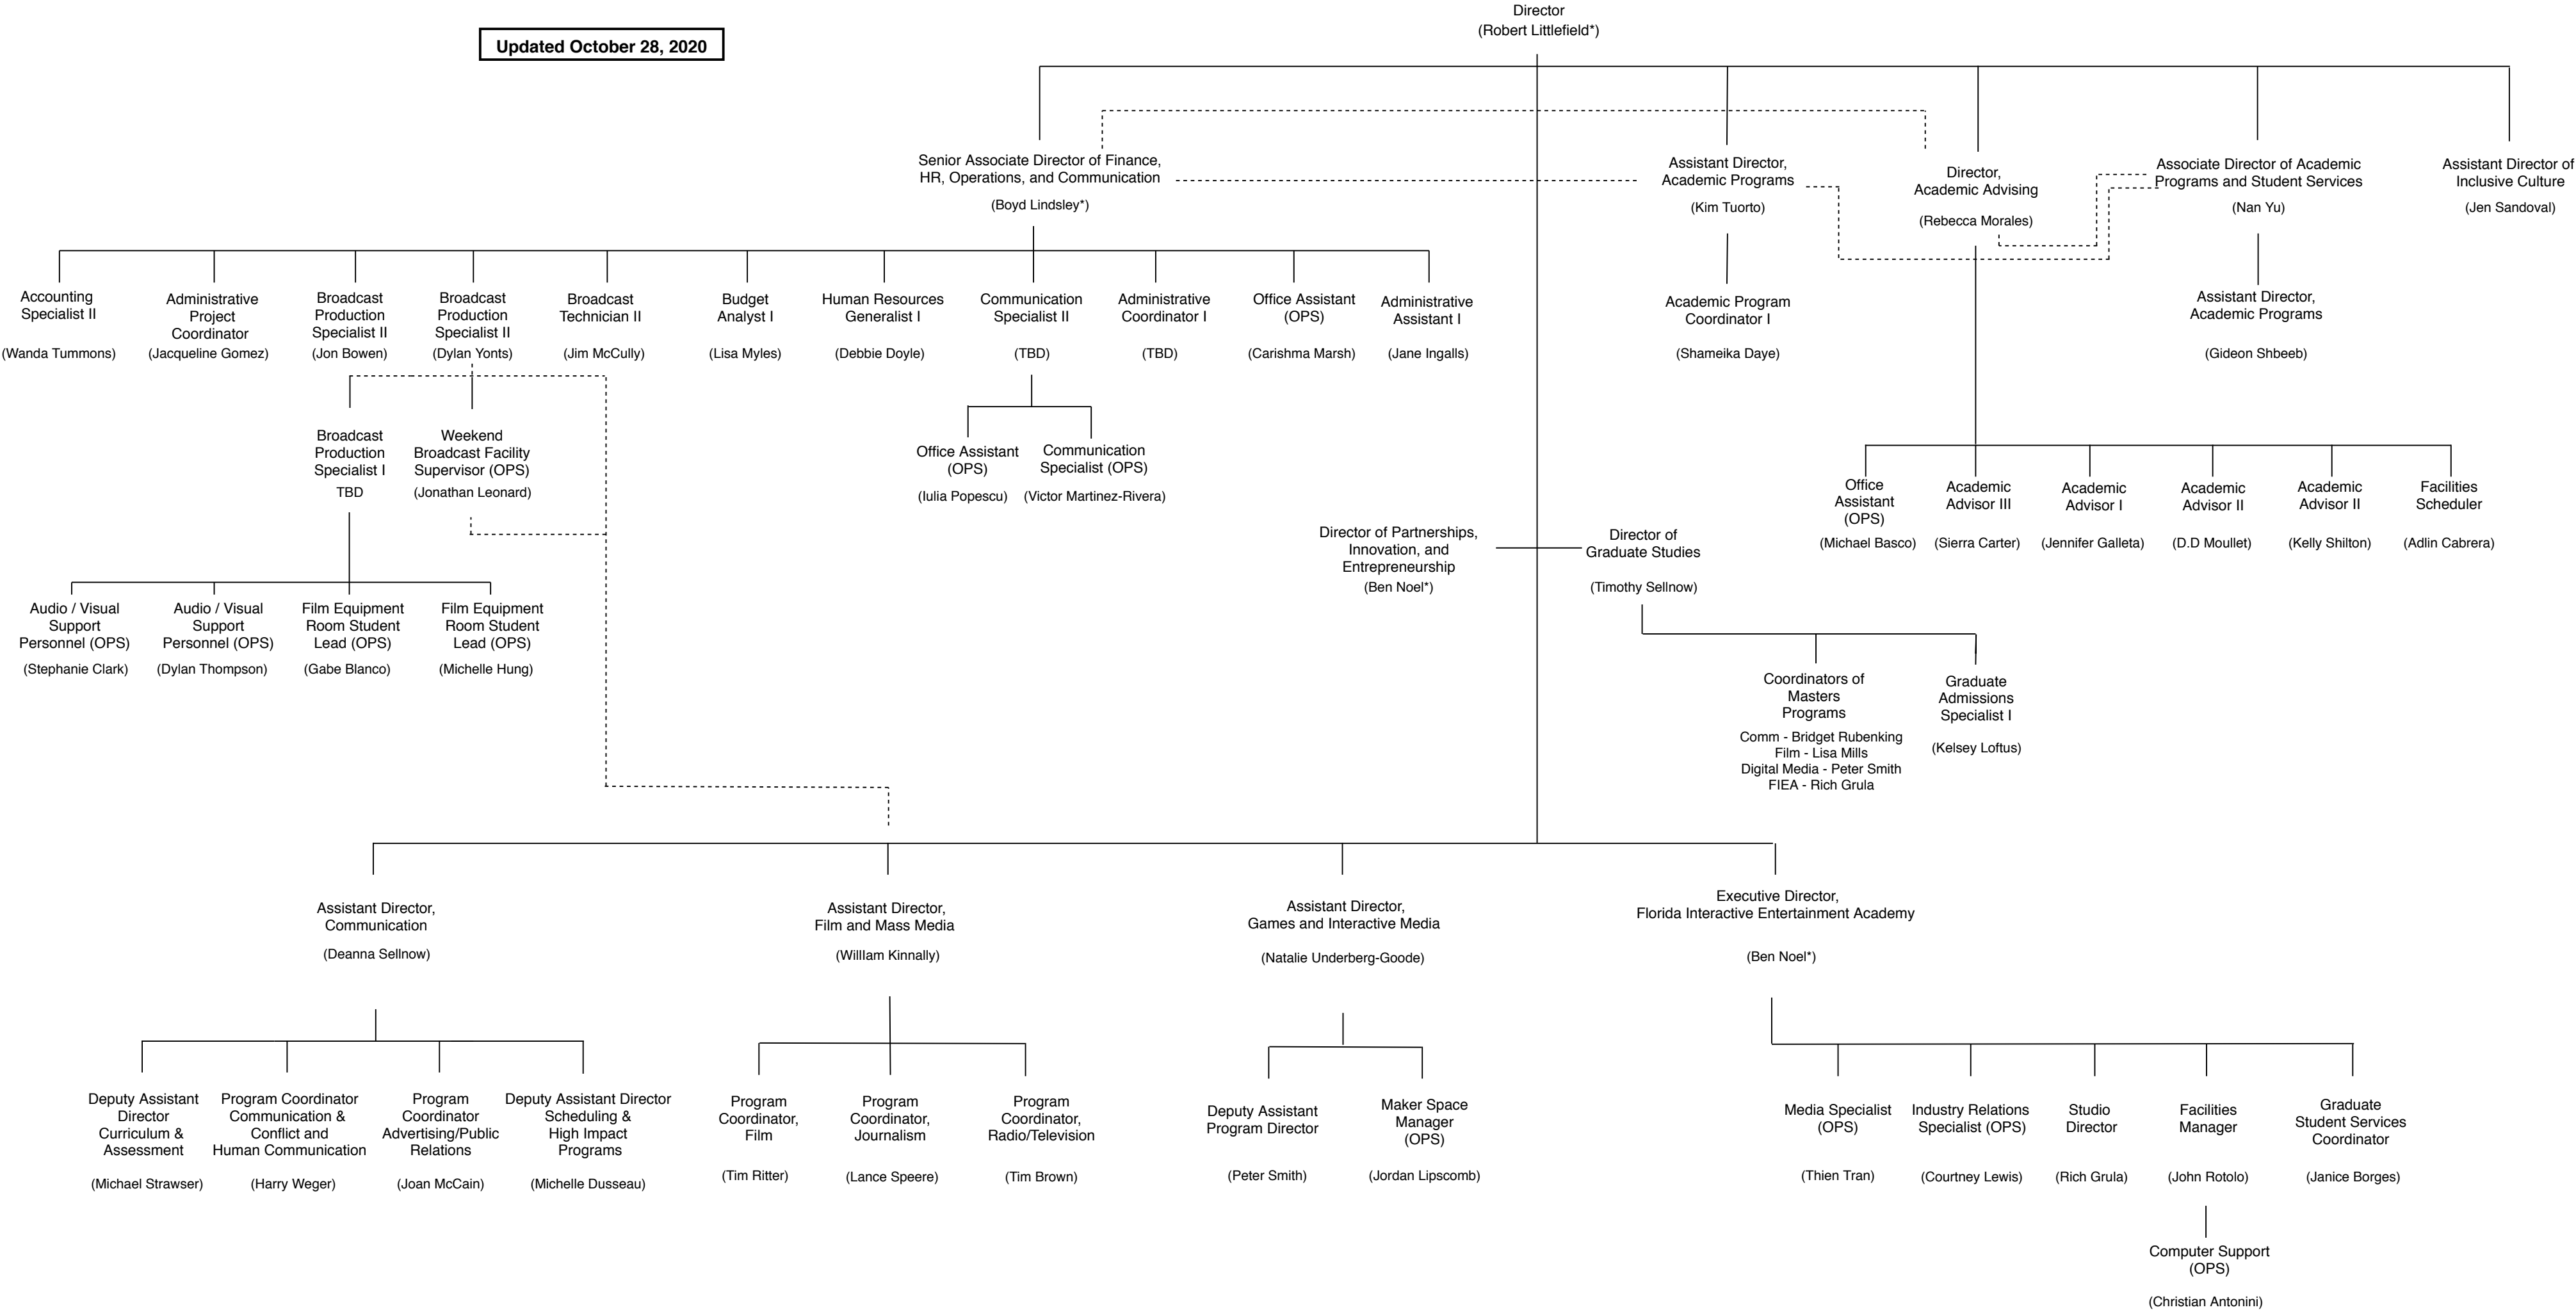 Director
(Robert Littlefield*)
Updated October 28, 2020
Senior Associate Director of Finance,
HR, Operations, and Communication
(Boyd Lindsley*)
Assistant Director,
Academic Programs
(Kim Tuorto)
Director,
Academic Advising
(Rebecca Morales)
Associate Director of Academic
Programs and Student Services
(Nan Yu)
Assistant Director of
Inclusive Culture
(Jen Sandoval)
Accounting
Specialist II
(Wanda Tummons)
Administrative
Project
Coordinator
(Jacqueline Gomez)
Broadcast
Production
Specialist II
(Jon Bowen)
Broadcast
Production
Specialist II
(Dylan Yonts)
Broadcast
Technician II
(Jim McCully)
Budget
Analyst I
(Lisa Myles)
Human Resources
Generalist I
(Debbie Doyle)
Communication
Specialist II
(TBD)
Administrative
Coordinator I
(TBD)
Office Assistant
(OPS)
(Carishma Marsh)
Administrative
Assistant I
(Jane Ingalls)
Academic Program
Coordinator I
(Shameika Daye)
Assistant Director,
Academic Programs
(Gideon Shbeeb)
Broadcast
Production
Specialist I
TBD
Weekend
Broadcast Facility
Supervisor (OPS)
(Jonathan Leonard)
Office Assistant
(OPS)
(Iulia Popescu)
Communication
Specialist (OPS)
(Victor Martinez-Rivera)
Office
Assistant
(OPS)
(Michael Basco)
Academic
Advisor III
(Sierra Carter)
Academic
Advisor I
(Jennifer Galleta)
Academic
Advisor II
(D.D Moullet)
Academic
Advisor II
(Kelly Shilton)
Facilities
Scheduler
(Adlin Cabrera)
Director of Partnerships,
Innovation, and
Entrepreneurship
(Ben Noel*)
Director of
Graduate Studies
(Timothy Sellnow)
Audio / Visual
Support
Personnel (OPS)
(Stephanie Clark)
Audio / Visual
Support
Personnel (OPS)
(Dylan Thompson)
Film Equipment
Room Student
Lead (OPS)
(Gabe Blanco)
Film Equipment
Room Student
Lead (OPS)
(Michelle Hung)
Coordinators of
Masters
Programs
Comm - Bridget Rubenking
Film - Lisa Mills
Digital Media - Peter Smith
FIEA - Rich Grula
Graduate
Admissions
Specialist I
(Kelsey Loftus)
Assistant Director,
Communication
(Deanna Sellnow)
Assistant Director,
Film and Mass Media
(WillIam Kinnally)
Assistant Director,
Games and Interactive Media
(Natalie Underberg-Goode)
Executive Director,
Florida Interactive Entertainment Academy
(Ben Noel*)
Deputy Assistant
Director
Curriculum &
Assessment
(Michael Strawser)
Program Coordinator
Communication &
Conflict and
Human Communication
(Harry Weger)
Program
Coordinator
Advertising/Public
Relations
(Joan McCain)
Deputy Assistant Director
Scheduling &
High Impact
Programs
(Michelle Dusseau)
Program
Coordinator,
Film
(Tim Ritter)
Program
Coordinator,
Journalism
(Lance Speere)
Program
Coordinator,
Radio/Television
(Tim Brown)
Deputy Assistant
Program Director
(Peter Smith)
Maker Space
Manager
(OPS)
(Jordan Lipscomb)
Media Specialist
(OPS)
(Thien Tran)
Industry Relations
Specialist (OPS)
(Courtney Lewis)
Studio
Director
(Rich Grula)
Facilities
Manager
(John Rotolo)
Graduate
Student Services
Coordinator
(Janice Borges)
Computer Support
(OPS)
(Christian Antonini)